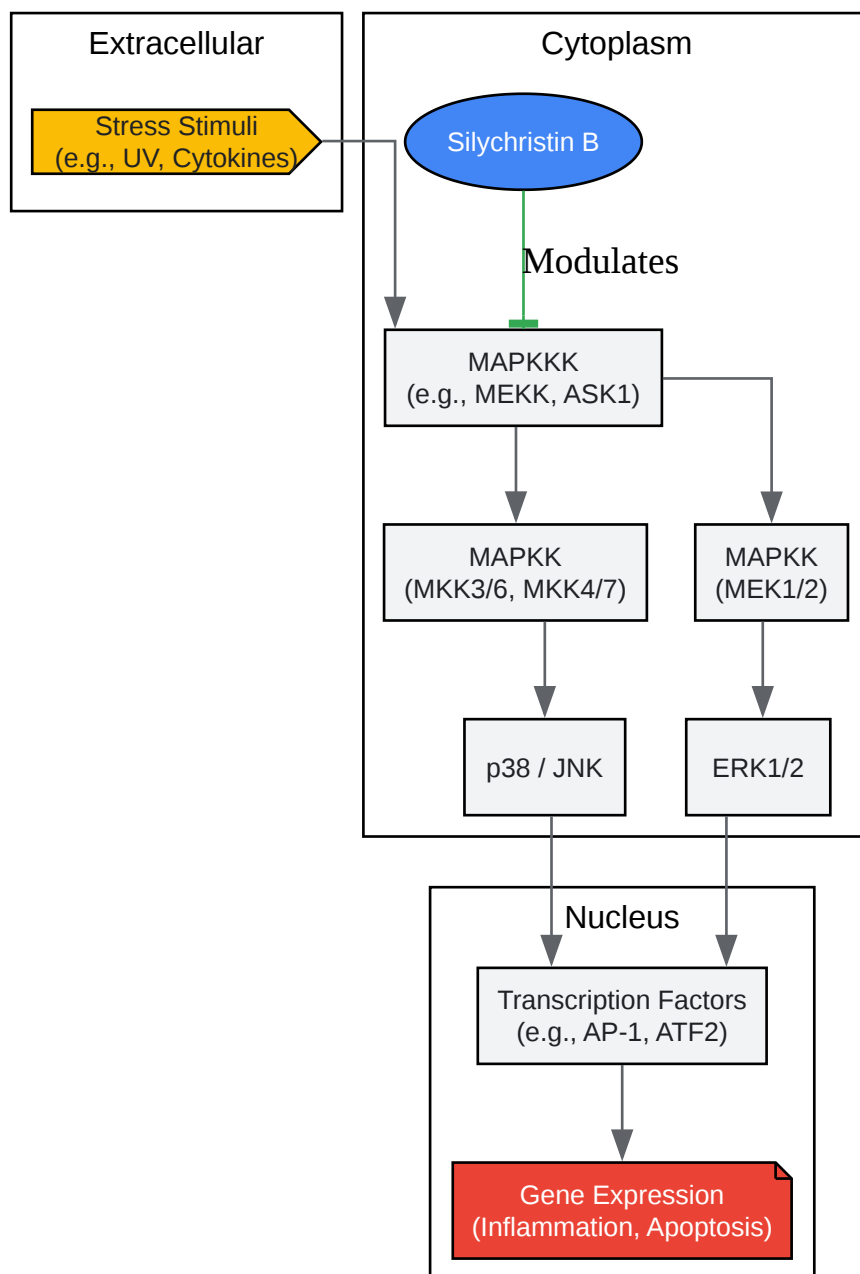 Extracellular
Cytoplasm
Stress Stimuli
(e.g., UV, Cytokines)
Silychristin B
Modulates
MAPKKK
(e.g., MEKK, ASK1)
MAPKK
(MKK3/6, MKK4/7)
MAPKK
(MEK1/2)
p38 / JNK
ERK1/2
Nucleus
Transcription Factors
(e.g., AP-1, ATF2)
Gene Expression
(Inflammation, Apoptosis)